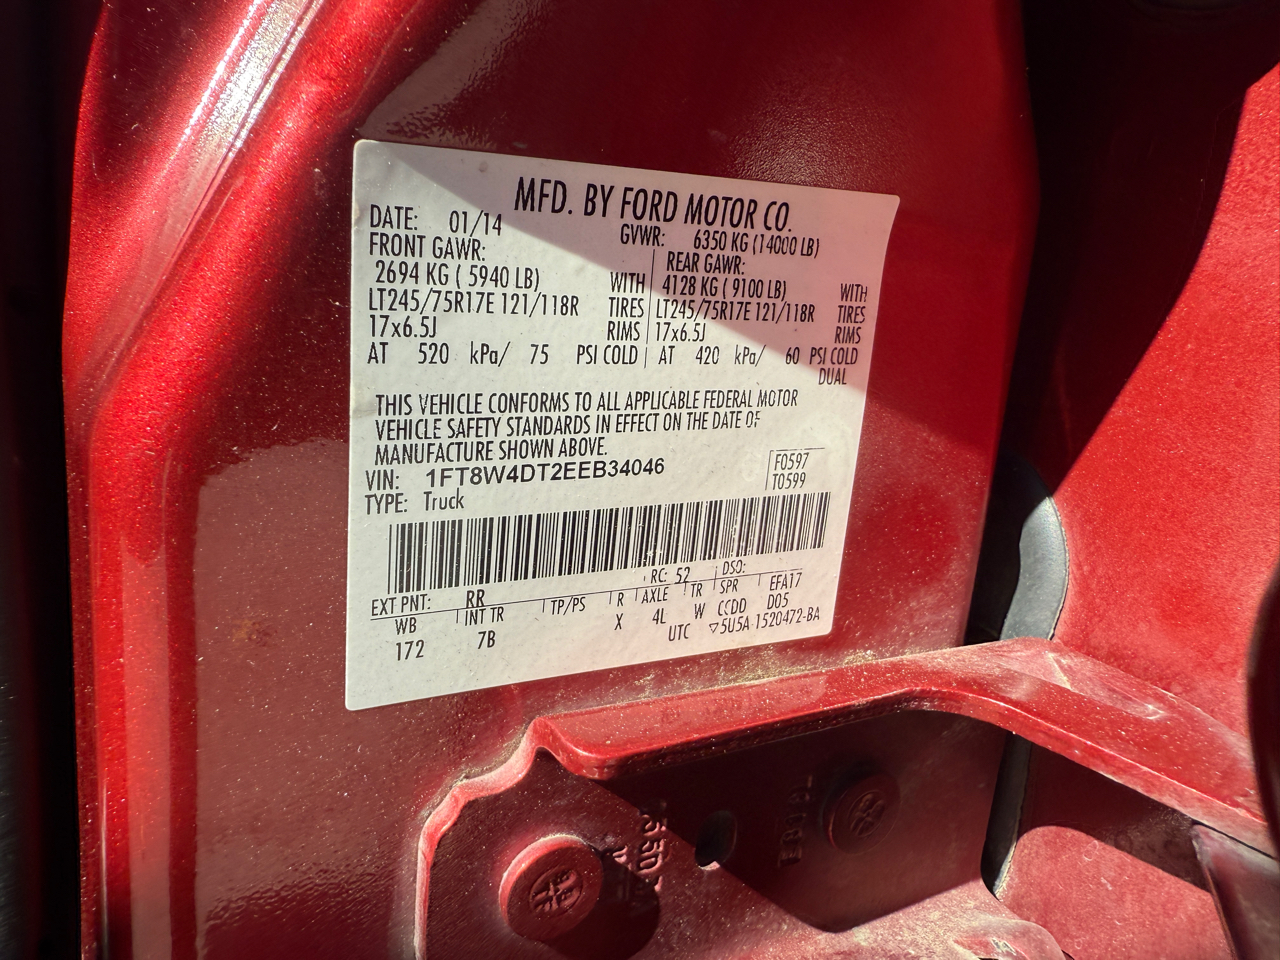 MFD. BY FORD MOTOR CO.
DATE: 01/14 GVWR: 6350 KG (14000 LB)
FRONT GAWR: REAR GAWR:
2694 KG ( 5940 LB) WITH 4128 KG ( 9100 LB) WITH
LT245/75R17E 121/118R TIRES LT245/75R17E 121/118R TIRES
17x6.5J RIMS 17x6.5J RIMS
AT 520 kPa/ 75 PSI COLD AT 420 kPa/ 60 PSI COLD
DUAL
THIS VEHICLE CONFORMS TO ALL APPLICABLE FEDERAL MOTOR
VEHICLE SAFETY STANDARDS IN EFFECT ON THE DATE OF
MANUFACTURE SHOWN ABOVE.
VIN: 1FT8W4DT2EEB34046 F0597
TYPE: Truck T0599
EXT PNT: RR RC: 52 DSO:
WB INT TR TP/PS R AXLE TR SPR EFA17
172 7B X 4L W CCDD D05
UTC ▽5U5A-1520472-BA